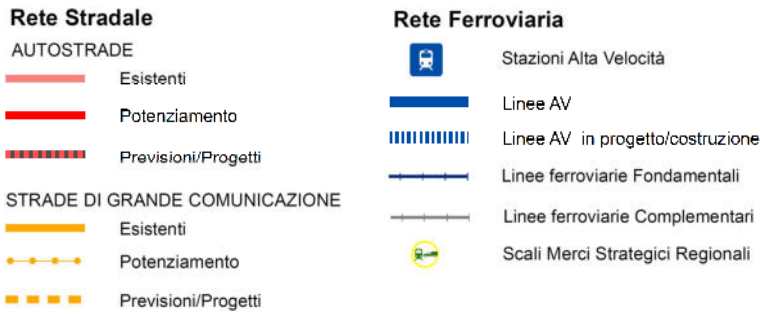 Rete Stradale
AUTOSTRADE
Esistenti
Potenziamento
Previsioni/Progetti
STRADE DI GRANDE COMUNICAZIONE
Esistenti
Potenziamento
Previsioni/Progetti
Rete Ferroviaria
Stazioni Alta Velocità
Linee AV
Linee AV in progetto/costruzione
Linee ferroviarie Fondamentali
Linee ferroviarie Complementari
Scali Merci Strategici Regionali